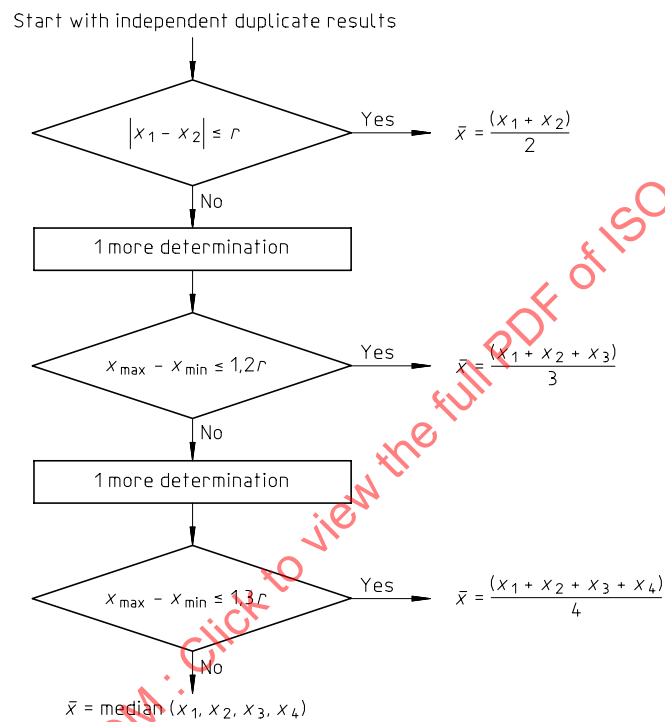 Start with independent duplicate results
|x₁ − x₂| ≤ r
Yes
x̄ = (x₁ + x₂) / 2
No
1 more determination
x_max − x_min ≤ 1,2r
Yes
x̄ = (x₁ + x₂ + x₃) / 3
No
1 more determination
x_max − x_min ≤ 1,3r
Yes
x̄ = (x₁ + x₂ + x₃ + x₄) / 4
No
x̄ = median (x₁, x₂, x₃, x₄)
: Click to view the full PDF of ISO